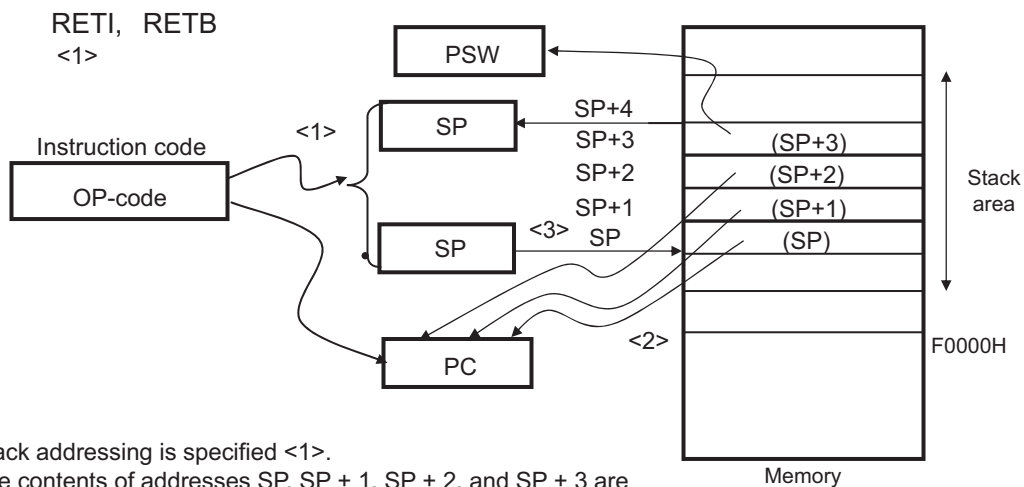 RETI, RETB
<1>
PSW
SP+4
SP
<1>
SP+3
(SP+3)
Instruction code
OP-code
SP+2
(SP+2)
Stack
area
SP+1
(SP+1)
SP
<3>
SP
(SP)
<2>
F0000H
PC
ack addressing is specified <1>.
e contents of addresses SP, SP + 1, SP + 2, and SP + 3 are
Memory